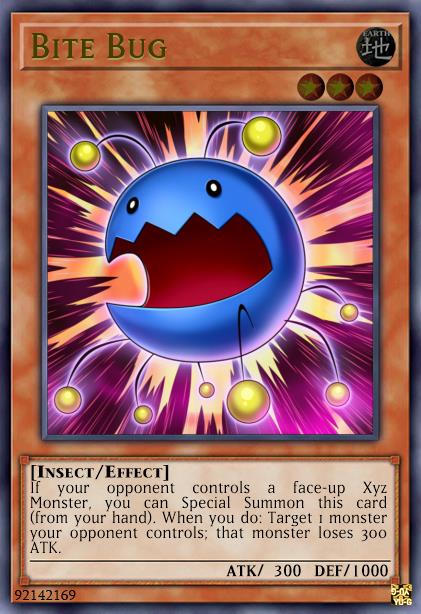 BITE BUG
EARTH
地
[INSECT/EFFECT]
If your opponent controls a face-up Xyz
Monster, you can Special Summon this card
(from your hand). When you do: Target 1 monster
your opponent controls; that monster loses 300
ATK.
ATK/ 300 DEF/1000
92142169